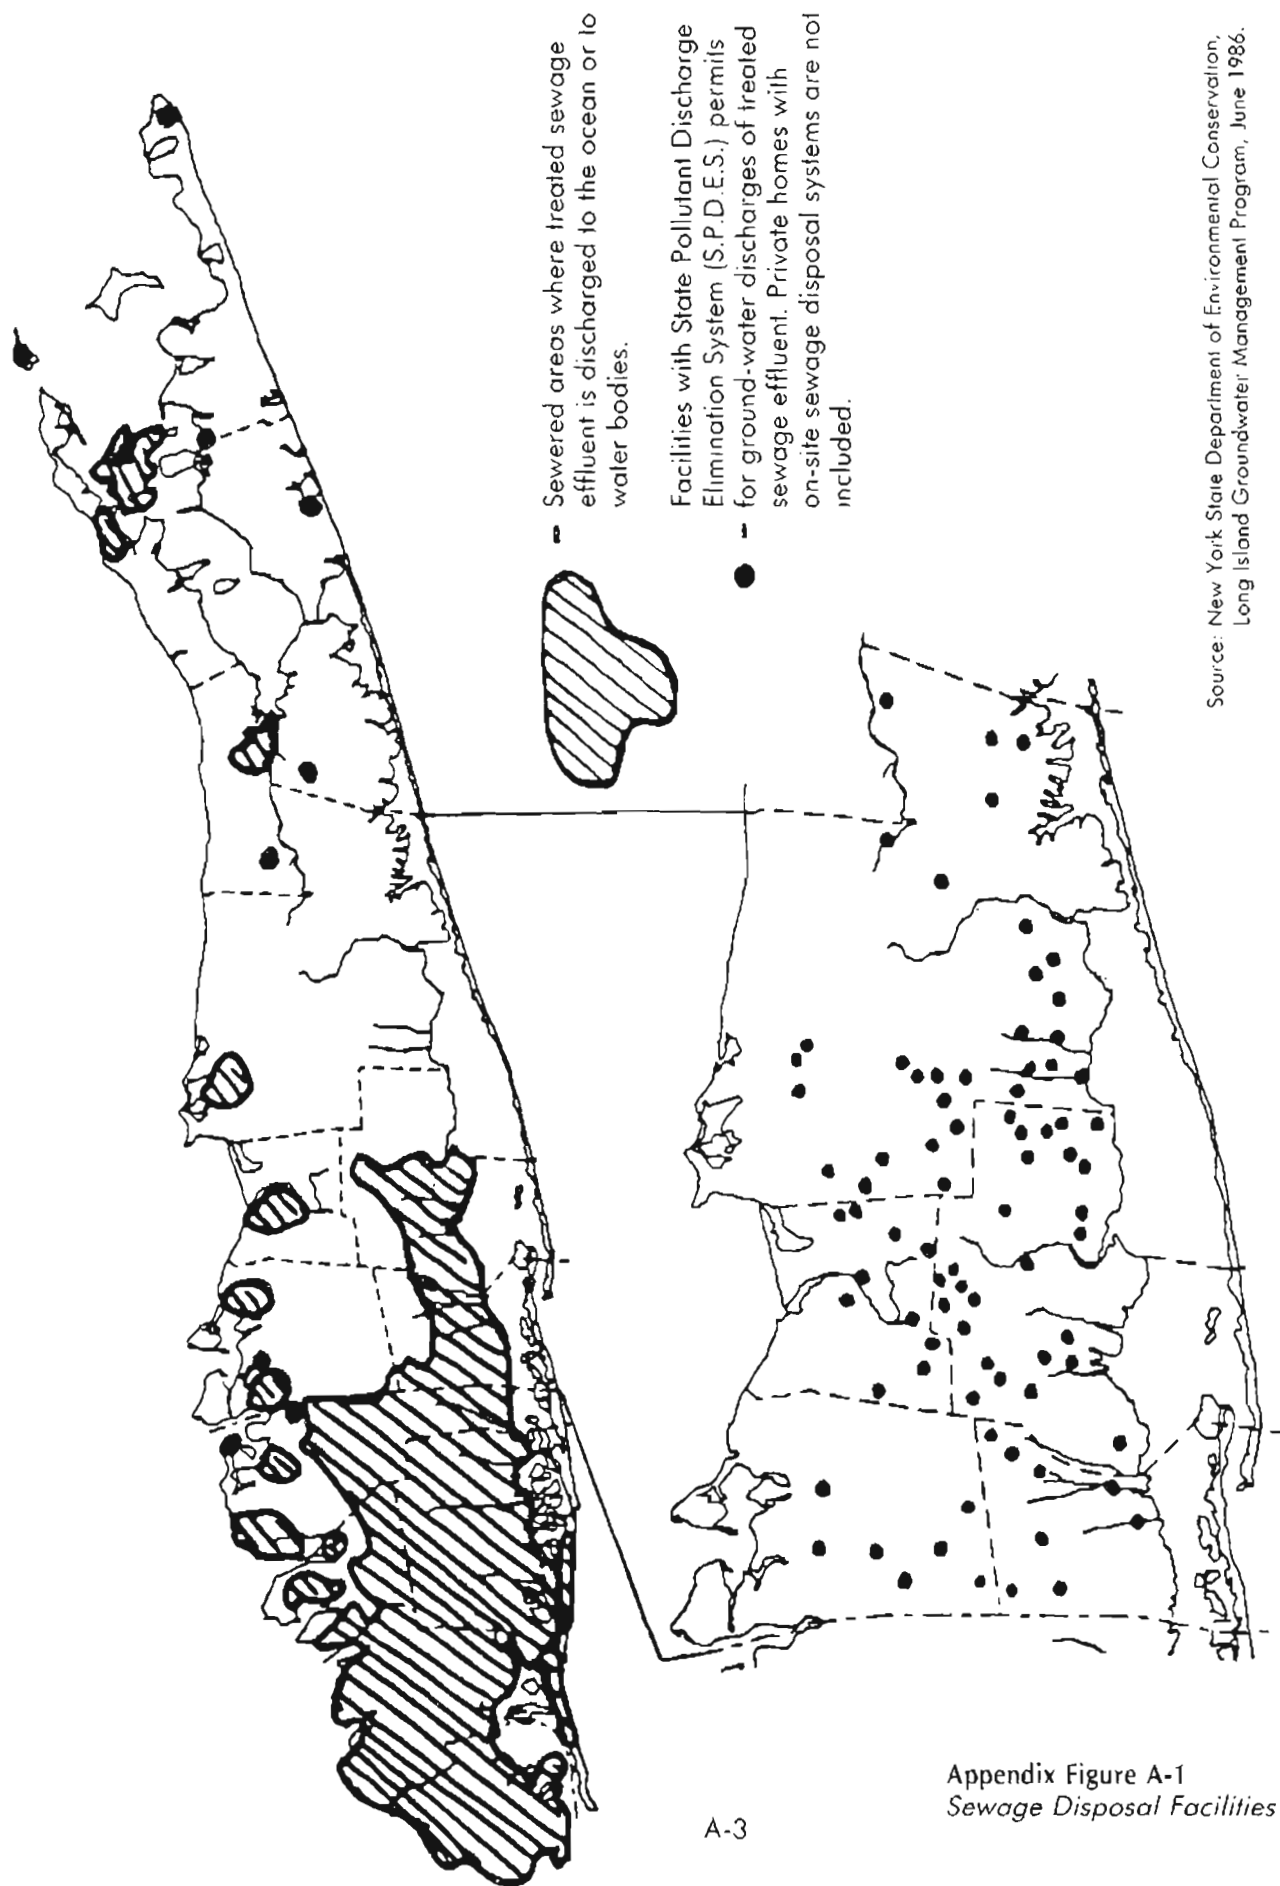 - Sewered areas where treated sewage
effluent is discharged to the ocean or to
water bodies.
Facilities with State Pollutant Discharge
Elimination System (S.P.D.E.S.) permits
- for ground-water discharges of treated
sewage effluent. Private homes with
on-site sewage disposal systems are not
included.
Source: New York State Department of Environmental Conservation,
Long Island Groundwater Management Program, June 1986.
Appendix Figure A-1
Sewage Disposal Facilities
A-3